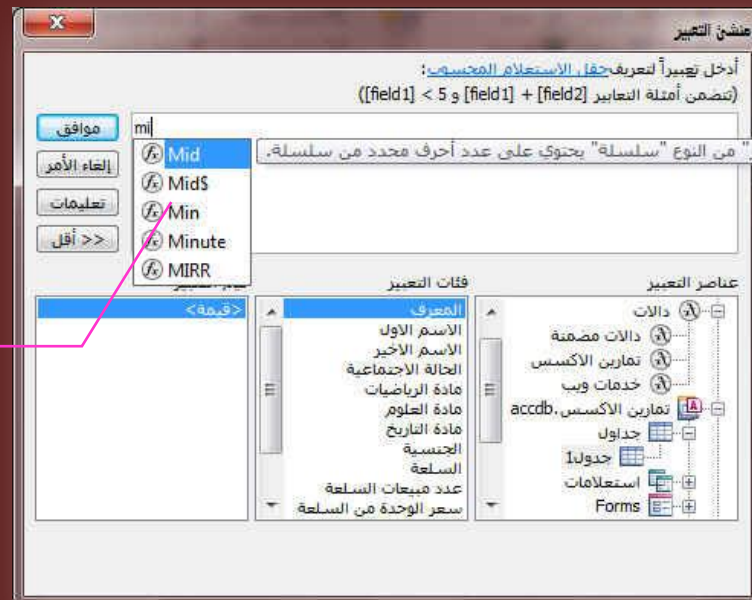 منشئ التعبير
أدخل تعبيراً لتعريف حقل الاستعلام المحسوب:
(تتضمن أمثلة التعابير [field1] + [field2] و [field1] < 5)
mi
موافق
إلغاء الأمر
تعليمات
<< أقل
Mid
Mid$
Min
Minute
MIRR
" من النوع "سلسلة" يحتوي على عدد أحرف محدد من سلسلة.
عناصر التعبير
دالات
دالات مضمنة
تمارين الاكسس
خدمات ويب
تمارين الاكسس.accdb
جداول
جدول1
استعلامات
Forms
فئات التعبير
المعرف
الاسم الاول
الاسم الاخير
الحالة الاجتماعية
مادة الرياضيات
مادة العلوم
مادة التاريخ
الجنسية
السلعة
عدد مبيعات السلعة
سعر الوحدة من السلعة
<قيمة>